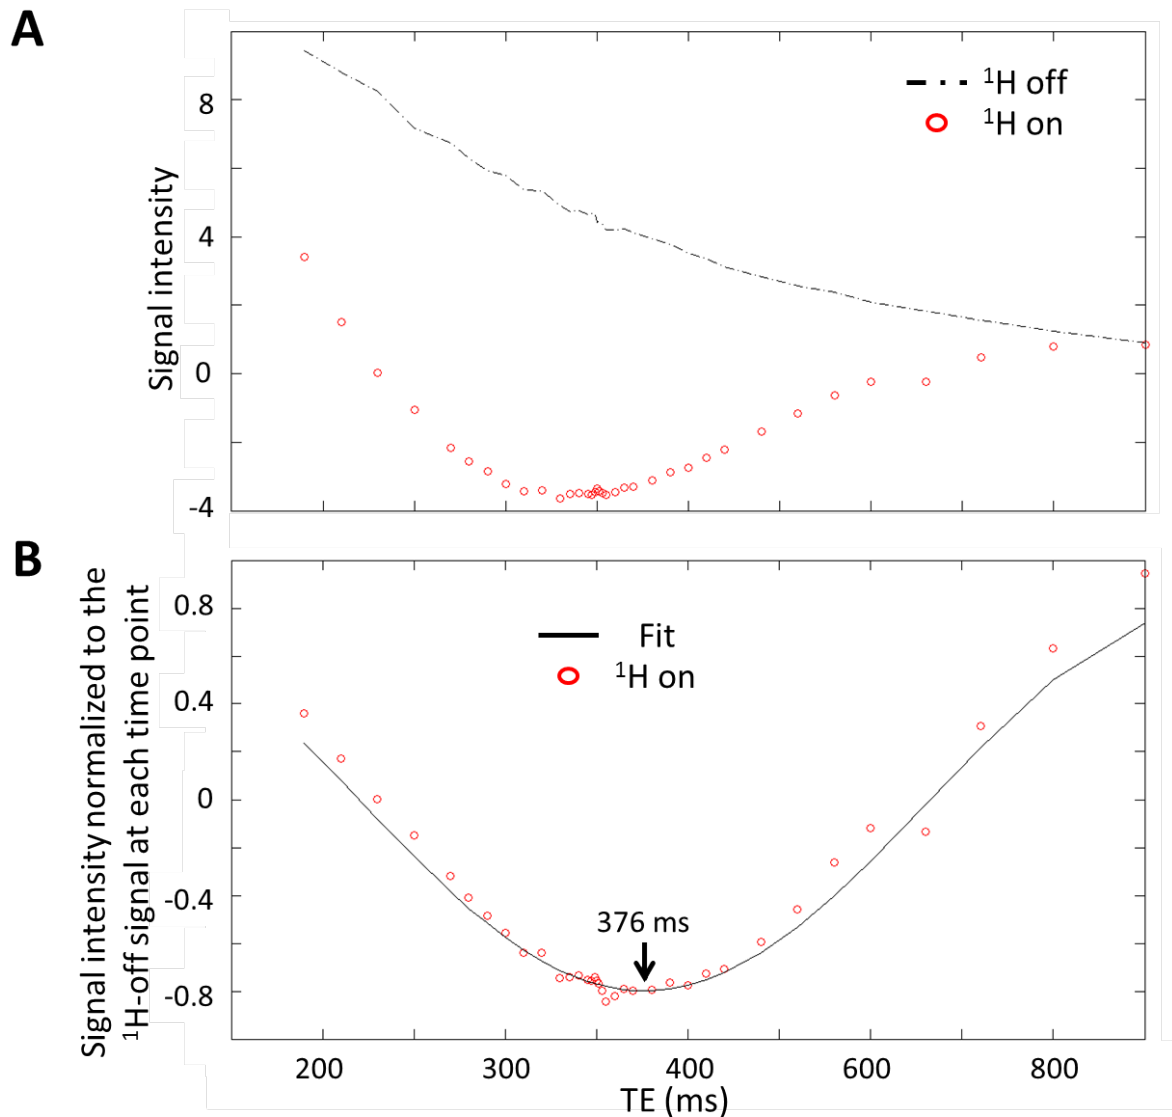 A
¹H off
¹H on
Signal intensity
8
4
0
-4
B
Signal intensity normalized to the
¹H-off signal at each time point
Fit
¹H on
376 ms
0.8
0.4
0
-0.4
-0.8
200 300 400 600 800
TE (ms)